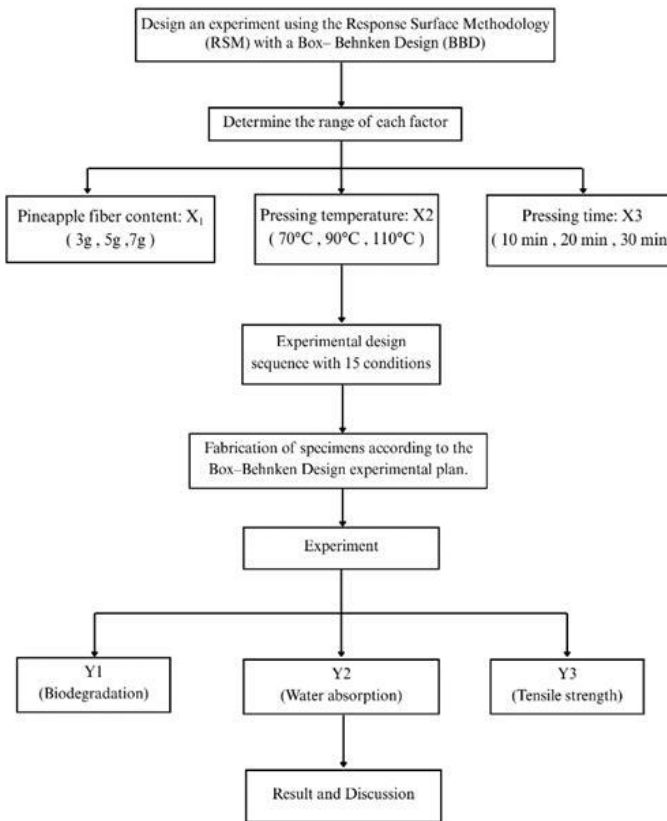 Design an experiment using the Response Surface Methodology
(RSM) with a Box– Behnken Design (BBD)
Determine the range of each factor
Pineapple fiber content: X₁
( 3g , 5g ,7g )
Pressing temperature: X2
( 70°C , 90°C , 110°C )
Pressing time: X3
( 10 min , 20 min , 30 min
Experimental design
sequence with 15 conditions
Fabrication of specimens according to the
Box–Behnken Design experimental plan.
Experiment
Y1
(Biodegradation)
Y2
(Water absorption)
Y3
(Tensile strength)
Result and Discussion